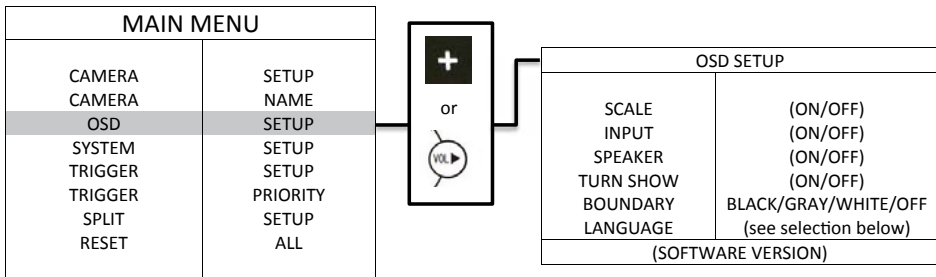 MAIN MENU
CAMERA SETUP
CAMERA NAME
OSD SETUP
SYSTEM SETUP
TRIGGER SETUP
TRIGGER PRIORITY
SPLIT SETUP
RESET ALL
+
or
VOL ▶
OSD SETUP
SCALE (ON/OFF)
INPUT (ON/OFF)
SPEAKER (ON/OFF)
TURN SHOW (ON/OFF)
BOUNDARY BLACK/GRAY/WHITE/OFF
LANGUAGE (see selection below)
(SOFTWARE VERSION)